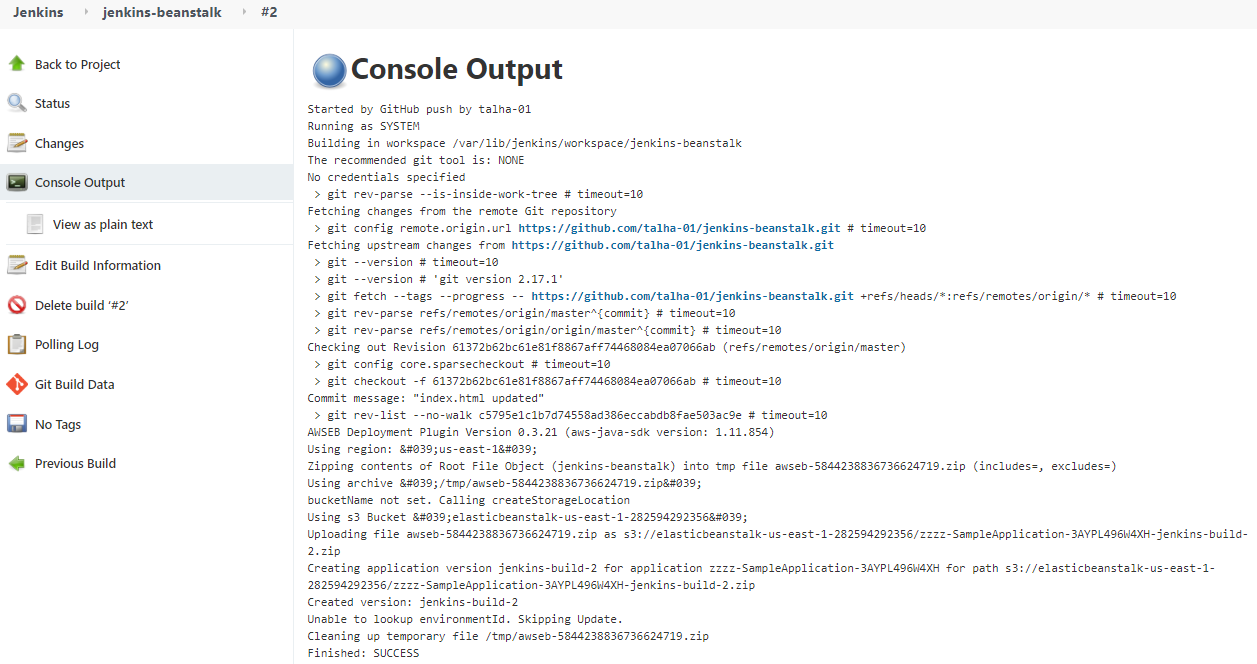 Jenkins › jenkins-beanstalk › #2
Back to Project
Status
Changes
Console Output
View as plain text
Edit Build Information
Delete build ‘#2’
Polling Log
Git Build Data
No Tags
Previous Build
Console Output
Started by GitHub push by talha-01
Running as SYSTEM
Building in workspace /var/lib/jenkins/workspace/jenkins-beanstalk
The recommended git tool is: NONE
No credentials specified
 > git rev-parse --is-inside-work-tree # timeout=10
Fetching changes from the remote Git repository
 > git config remote.origin.url https://github.com/talha-01/jenkins-beanstalk.git # timeout=10
Fetching upstream changes from https://github.com/talha-01/jenkins-beanstalk.git
 > git --version # timeout=10
 > git --version # 'git version 2.17.1'
 > git fetch --tags --progress -- https://github.com/talha-01/jenkins-beanstalk.git +refs/heads/*:refs/remotes/origin/* # timeout=10
 > git rev-parse refs/remotes/origin/master^{commit} # timeout=10
 > git rev-parse refs/remotes/origin/origin/master^{commit} # timeout=10
Checking out Revision 61372b62bc61e81f8867aff74468084ea07066ab (refs/remotes/origin/master)
 > git config core.sparsecheckout # timeout=10
 > git checkout -f 61372b62bc61e81f8867aff74468084ea07066ab # timeout=10
Commit message: "index.html updated"
 > git rev-list --no-walk c5795e1c1b7d74558ad386eccabdb8fae503ac9e # timeout=10
AWSEB Deployment Plugin Version 0.3.21 (aws-java-sdk version: 1.11.854)
Using region: &#039;us-east-1&#039;
Zipping contents of Root File Object (jenkins-beanstalk) into tmp file awseb-5844238836736624719.zip (includes=, excludes=)
Using archive &#039;/tmp/awseb-5844238836736624719.zip&#039;
bucketName not set. Calling createStorageLocation
Using s3 Bucket &#039;elasticbeanstalk-us-east-1-282594292356&#039;
Uploading file awseb-5844238836736624719.zip as s3://elasticbeanstalk-us-east-1-282594292356/zzzz-SampleApplication-3AYPL496W4XH-jenkins-build-
2.zip
Creating application version jenkins-build-2 for application zzzz-SampleApplication-3AYPL496W4XH for path s3://elasticbeanstalk-us-east-1-
282594292356/zzzz-SampleApplication-3AYPL496W4XH-jenkins-build-2.zip
Created version: jenkins-build-2
Unable to lookup environmentId. Skipping Update.
Cleaning up temporary file /tmp/awseb-5844238836736624719.zip
Finished: SUCCESS